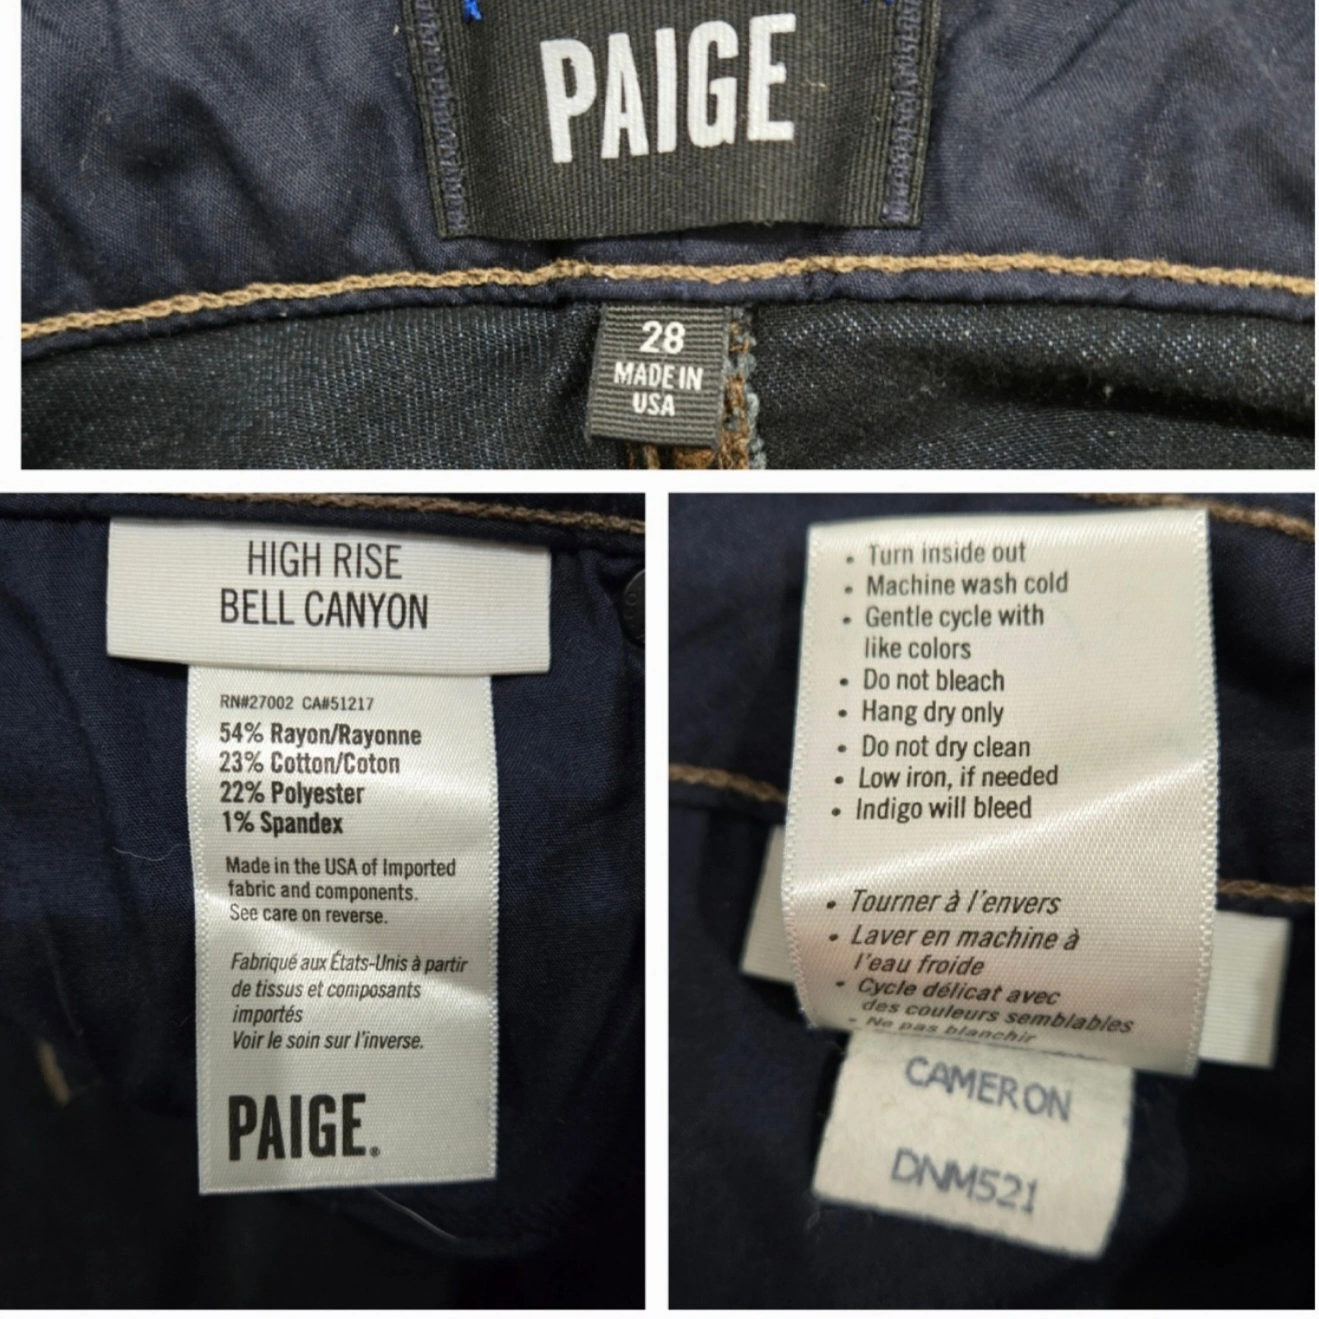 PAIGE
28
MADE IN
USA
HIGH RISE
BELL CANYON
RN#27002 CA#51217
54% Rayon/Rayonne
23% Cotton/Coton
22% Polyester
1% Spandex
Made in the USA of Imported
fabric and components.
See care on reverse.
Fabriqué aux États-Unis à partir
de tissus et composants
importés
Voir le soin sur l'inverse.
PAIGE®
• Turn inside out
• Machine wash cold
• Gentle cycle with
like colors
• Do not bleach
• Hang dry only
• Do not dry clean
• Low iron, if needed
• Indigo will bleed
• Tourner à l'envers
• Laver en machine à
l'eau froide
• Cycle délicat avec
des couleurs semblables
• Ne pas blanchir
CAMERON
DNM521